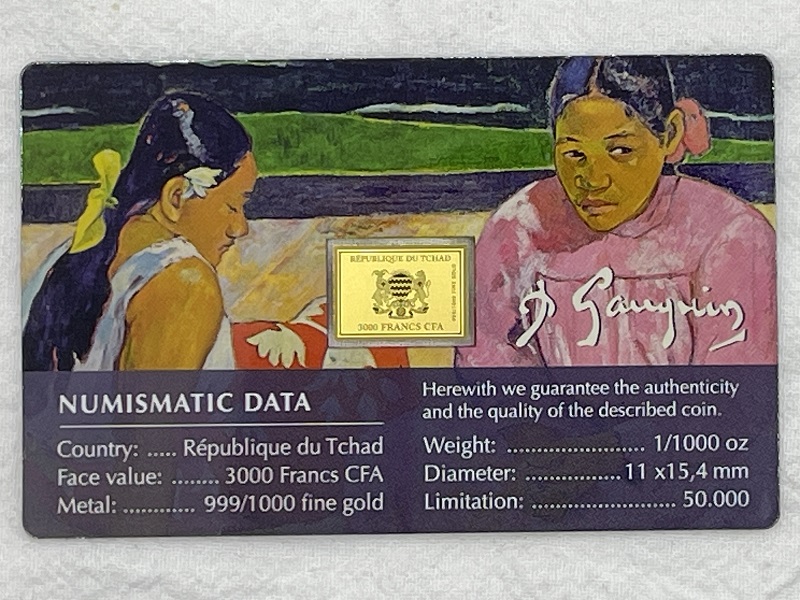 RÉPUBLIQUE DU TCHAD
3000 FRANCS CFA
P Gauguin
NUMISMATIC DATA
Country: ..... République du Tchad
Face value: ........ 3000 Francs CFA
Metal: ............ 999/1000 fine gold
Herewith we guarantee the authenticity
and the quality of the described coin.
Weight: ....................... 1/1000 oz
Diameter: ................ 11 x15,4 mm
Limitation: ........................ 50.000